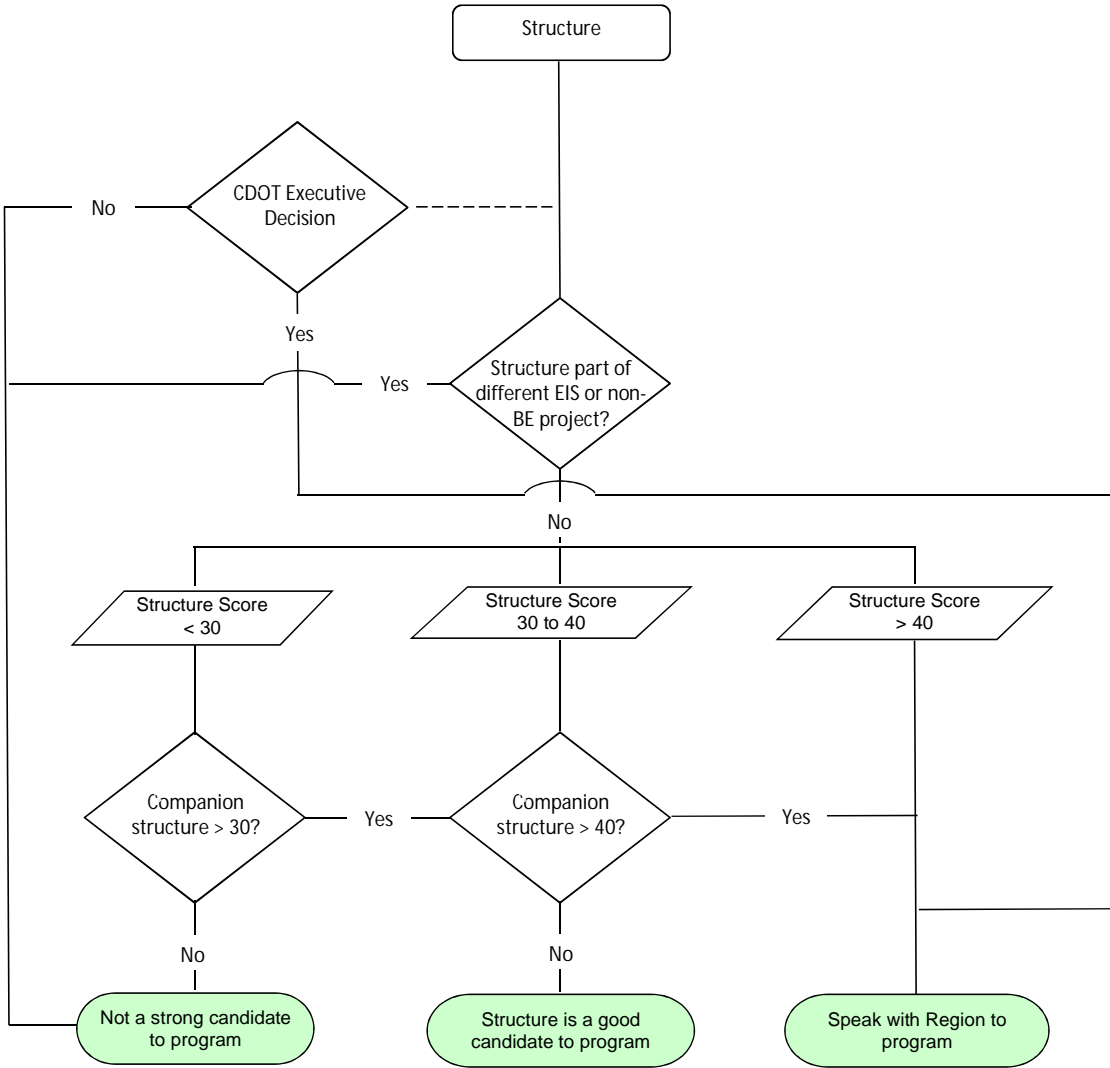 Structure
CDOT Executive
Decision
No
Yes
Structure part of
different EIS or non-
BE project?
Yes
No
Structure Score
< 30
Structure Score
30 to 40
Structure Score
> 40
Companion
structure > 30?
Yes
Companion
structure > 40?
Yes
No
No
Not a strong candidate
to program
Structure is a good
candidate to program
Speak with Region to
program